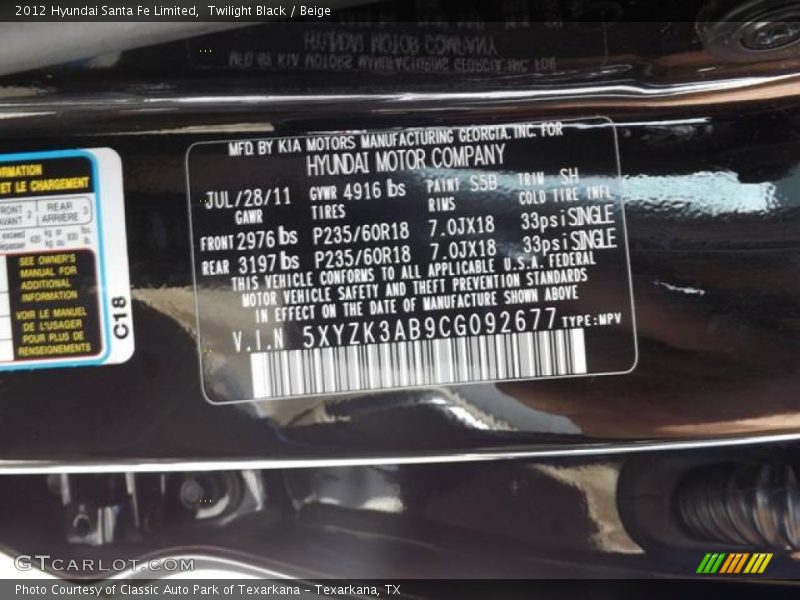 2012 Hyundai Santa Fe Limited, Twilight Black / Beige
MFD BY KIA MOTORS MANUFACTURING GEORGIA, INC. FOR
HYUNDAI MOTOR COMPANY
JUL/28/11 GVWR 4916 lbs PAINT S5B TRIM SH
GAWR TIRES RIMS COLD TIRE INFL
FRONT 2976 lbs P235/60R18 7.0JX18 33psi SINGLE
REAR 3197 lbs P235/60R18 7.0JX18 33psi SINGLE
THIS VEHICLE CONFORMS TO ALL APPLICABLE U.S.A. FEDERAL
MOTOR VEHICLE SAFETY AND THEFT PREVENTION STANDARDS
IN EFFECT ON THE DATE OF MANUFACTURE SHOWN ABOVE
V.I.N 5XYZK3AB9CG092677 TYPE:MPV
ET LE CHARGEMENT
FRONT
AVANT 2
REAR
ARRIÈRE 3
SEE OWNER'S
MANUAL FOR
ADDITIONAL
INFORMATION
VOIR LE MANUEL
DE L'USAGER
POUR PLUS DE
RENSEIGNEMENTS
C18
GTCARLOT.COM
Photo Courtesy of Classic Auto Park of Texarkana - Texarkana, TX